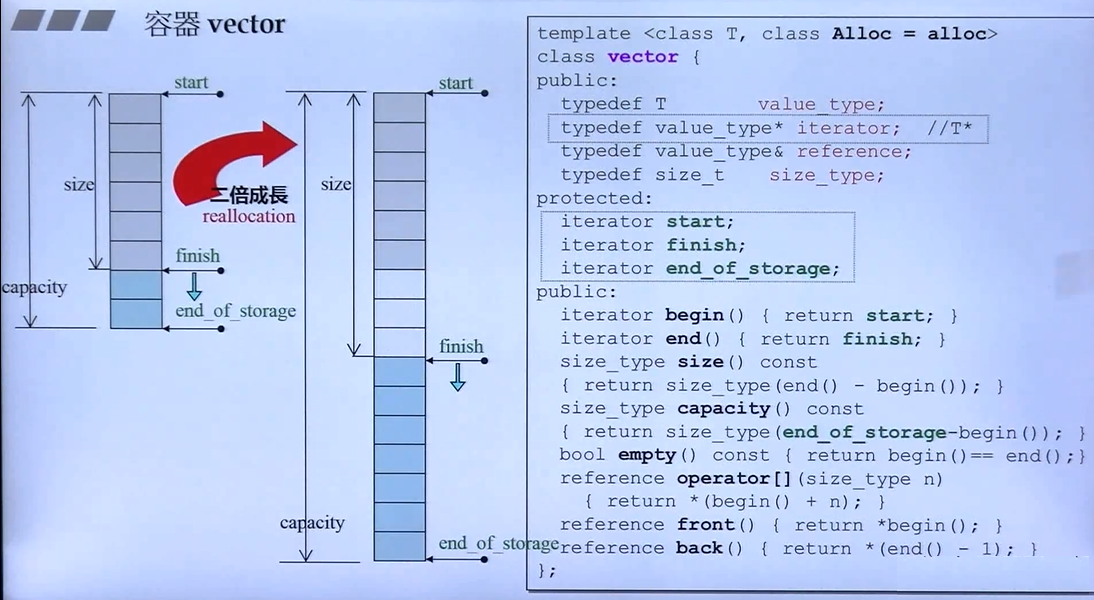 容器 vector
start
size
capacity
finish
end_of_storage
二倍成長
reallocation
start
size
finish
capacity
end_of_storage
template <class T, class Alloc = alloc>
class vector {
public:
typedef T value_type;
typedef value_type* iterator; //T*
typedef value_type& reference;
typedef size_t size_type;
protected:
iterator start;
iterator finish;
iterator end_of_storage;
public:
iterator begin() { return start; }
iterator end() { return finish; }
size_type size() const
{ return size_type(end() - begin()); }
size_type capacity() const
{ return size_type(end_of_storage-begin()); }
bool empty() const { return begin()== end();}
reference operator[](size_type n)
{ return *(begin() + n); }
reference front() { return *begin(); }
reference back() { return *(end() - 1); }
};